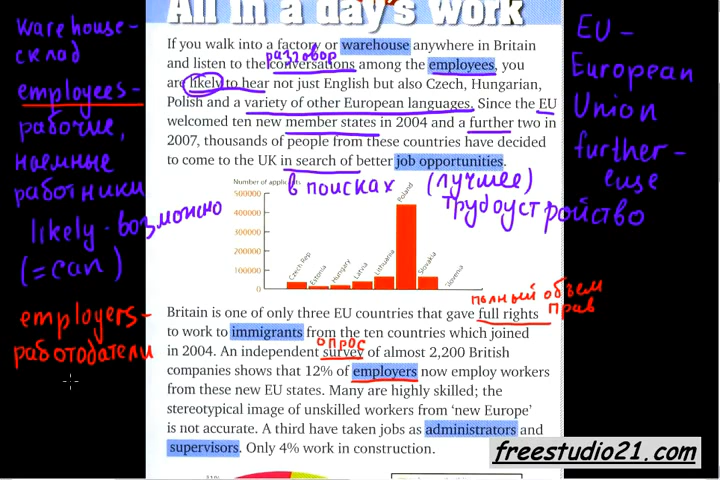 All in a day's work
warehouse-
склад
employees-
рабочие,
наемные
работники
likely - возможно
(=can)
employers-
работодатели
If you walk into a factory or warehouse anywhere in Britain
разговор
and listen to the conversations among the employees, you
are likely to hear not just English but also Czech, Hungarian,
Polish and a variety of other European languages. Since the EU
welcomed ten new member states in 2004 and a further two in
2007, thousands of people from these countries have decided
to come to the UK in search of better job opportunities.
в поисках (лучшее)
трудоустройство
Number of applic
500000
400000
300000
200000
100000
0
Czech Rep
Estonia
Hungary
Latvia
Lithuania
Poland
Slovakia
Slovenia
полный объем
прав
Britain is one of only three EU countries that gave full rights
to work to immigrants from the ten countries which joined
опрос
in 2004. An independent survey of almost 2,200 British
companies shows that 12% of employers now employ workers
from these new EU states. Many are highly skilled; the
stereotypical image of unskilled workers from 'new Europe'
is not accurate. A third have taken jobs as administrators and
supervisors. Only 4% work in construction.
EU-
European
Union
further-
еще
freestudio21.com